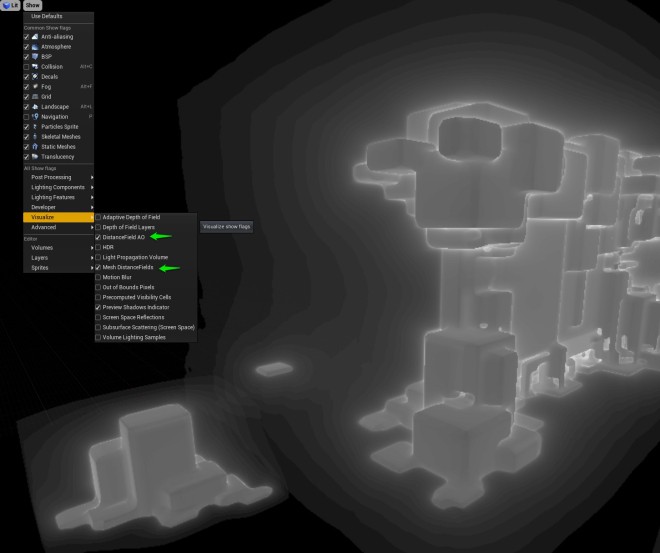 Lit Show
Use Defaults
Common Show flags
Anti-aliasing
Atmosphere
BSP
Collision Alt+C
Decals
Fog Alt+F
Grid
Landscape Alt+L
Navigation P
Particles Sprite
Skeletal Meshes
Static Meshes
Translucency
All Show flags
Post Processing
Lighting Components
Lighting Features
Developer
Visualize
Advanced
Editor
Volumes
Layers
Sprites
Adaptive Depth of Field
Depth of Field Layers
DistanceField AO
HDR
Light Propagation Volume
Mesh DistanceFields
Motion Blur
Out of Bounds Pixels
Precomputed Visibility Cells
Preview Shadows Indicator
Screen Space Reflections
Subsurface Scattering (Screen Space)
Volume Lighting Samples
Visualize show flags